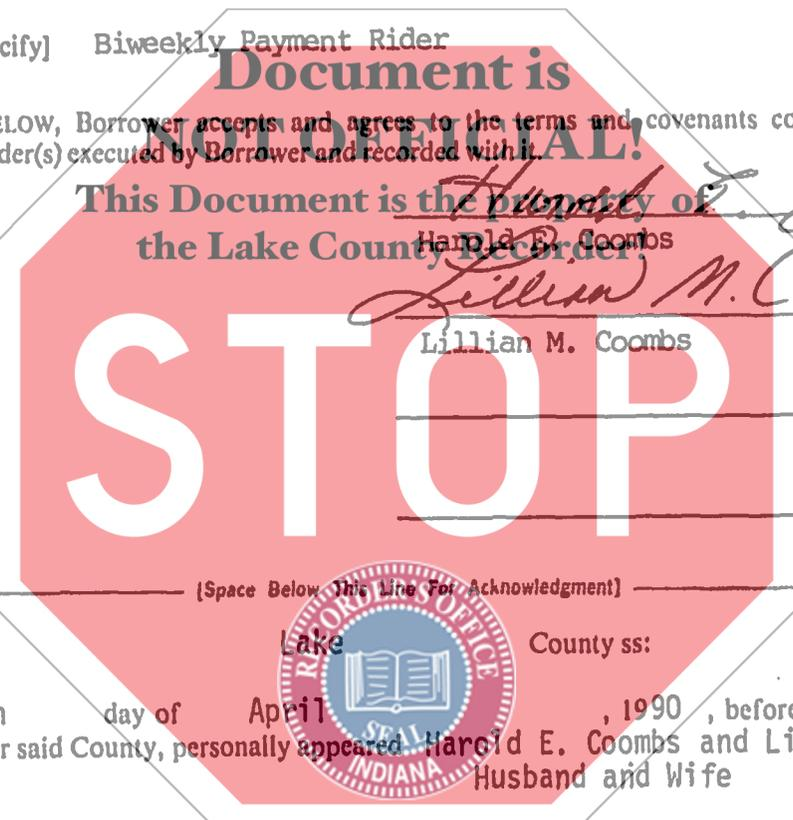 cify] Biweekly Payment Rider
Document is
ELOW, Borrower accepts and agrees to the terms and covenants co
NOT OFFICIAL!
der(s) executed by Borrower and recorded with it.
This Document is the property of
Harold E.
Harold E. Coombs
the Lake County Recorder!
Lillian M. C
Lillian M. Coombs
STOP
[Space Below This Line For Acknowledgment]
RECORDER'S OFFICE
Lake County ss:
day of April , 1990 , before
SEAL
r said County, personally appeared Harold E. Coombs and Li
INDIANA
Husband and Wife